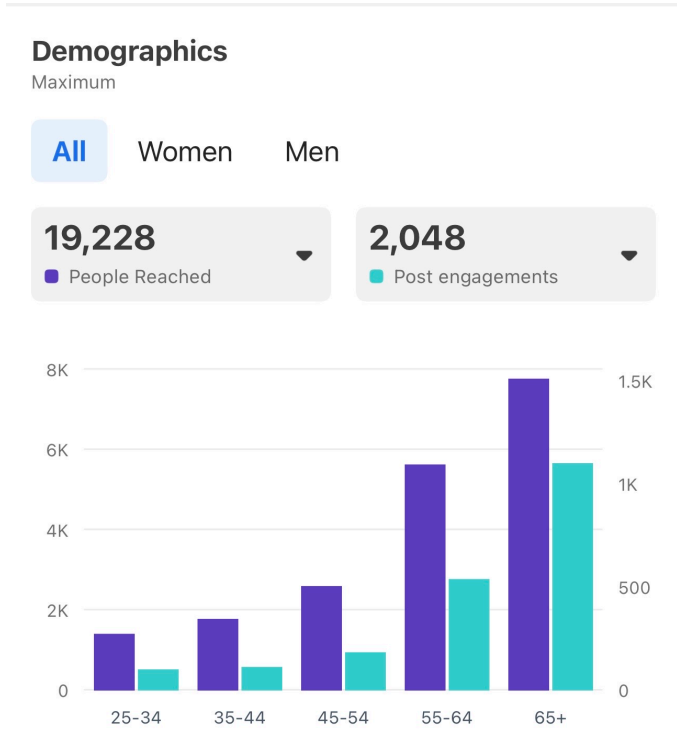 Demographics
Maximum
All Women Men
19,228 2,048
People Reached Post engagements
8K
1.5K
6K
1K
4K
500
2K
0 0
25-34 35-44 45-54 55-64 65+